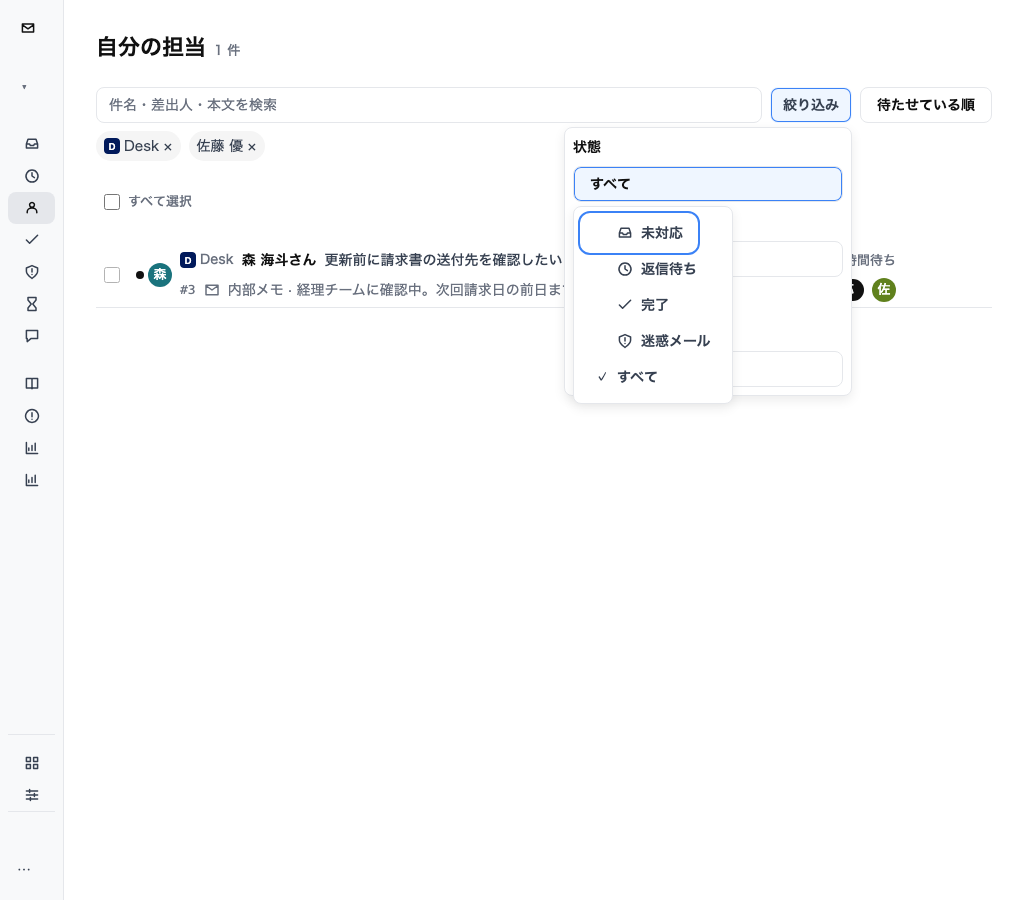 自分の担当 1 件
件名・差出人・本文を検索
絞り込み
待たせている順
D Desk ×
佐藤 優 ×
状態
すべて
すべて選択
未対応
返信待ち
完了
迷惑メール
✓ すべて
森
D Desk 森 海斗さん 更新前に請求書の送付先を確認したい
時間待ち
#3 内部メモ · 経理チームに確認中。次回請求日の前日ま
佐